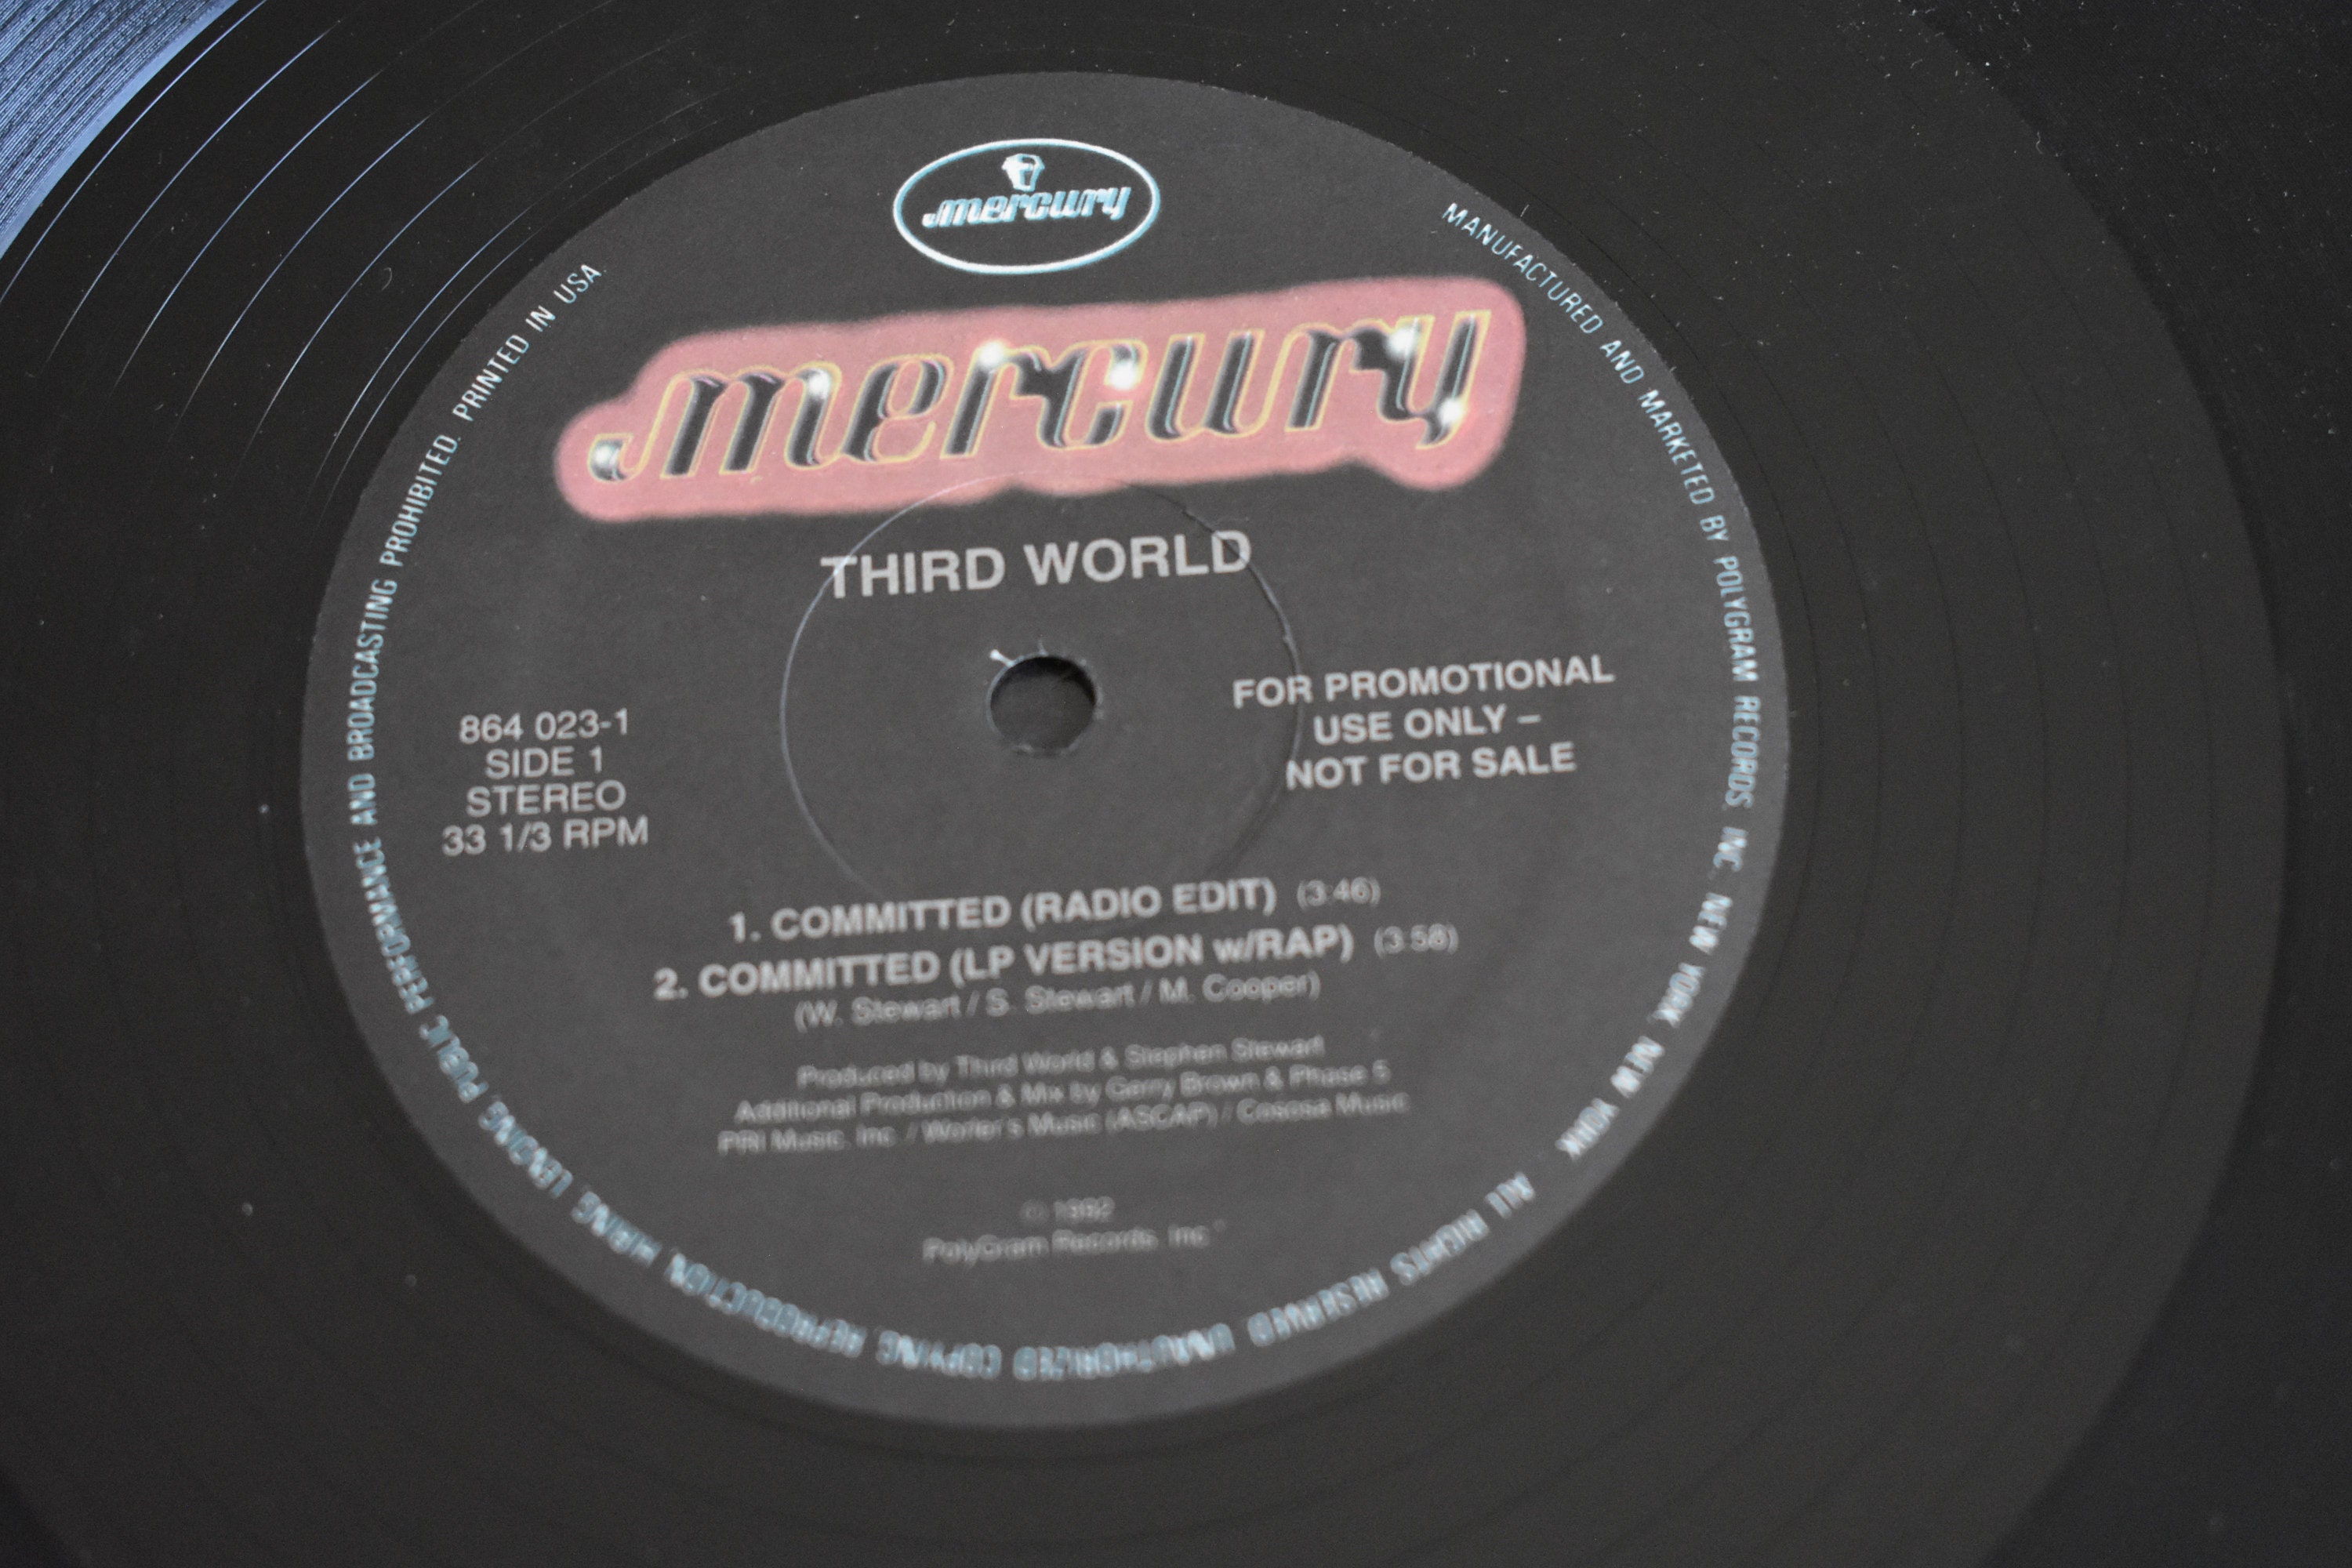 mercury
mercury
THIRD WORLD
864 023-1
SIDE 1
STEREO
33 1/3 RPM
FOR PROMOTIONAL
USE ONLY –
NOT FOR SALE
1. COMMITTED (RADIO EDIT) (3:46)
2. COMMITTED (LP VERSION w/RAP) (3:58)
(W. Stewart / S. Stewart / M. Cooper)
Produced by Third World & Stephen Stewart
Additional Production & Mix by Gerry Brown & Phase 5
PRI Music, Inc. / Worler's Music (ASCAP) / Cososa Music
1992
PolyGram Records, Inc.
MANUFACTURED AND MARKETED BY POLYGRAM RECORDS, INC., NEW YORK, NEW YORK ALL RIGHTS RESERVED UNAUTHORIZED COPYING, REPRODUCTION, HIRING, LENDING, PUBLIC PERFORMANCE AND BROADCASTING PROHIBITED. PRINTED IN USA.